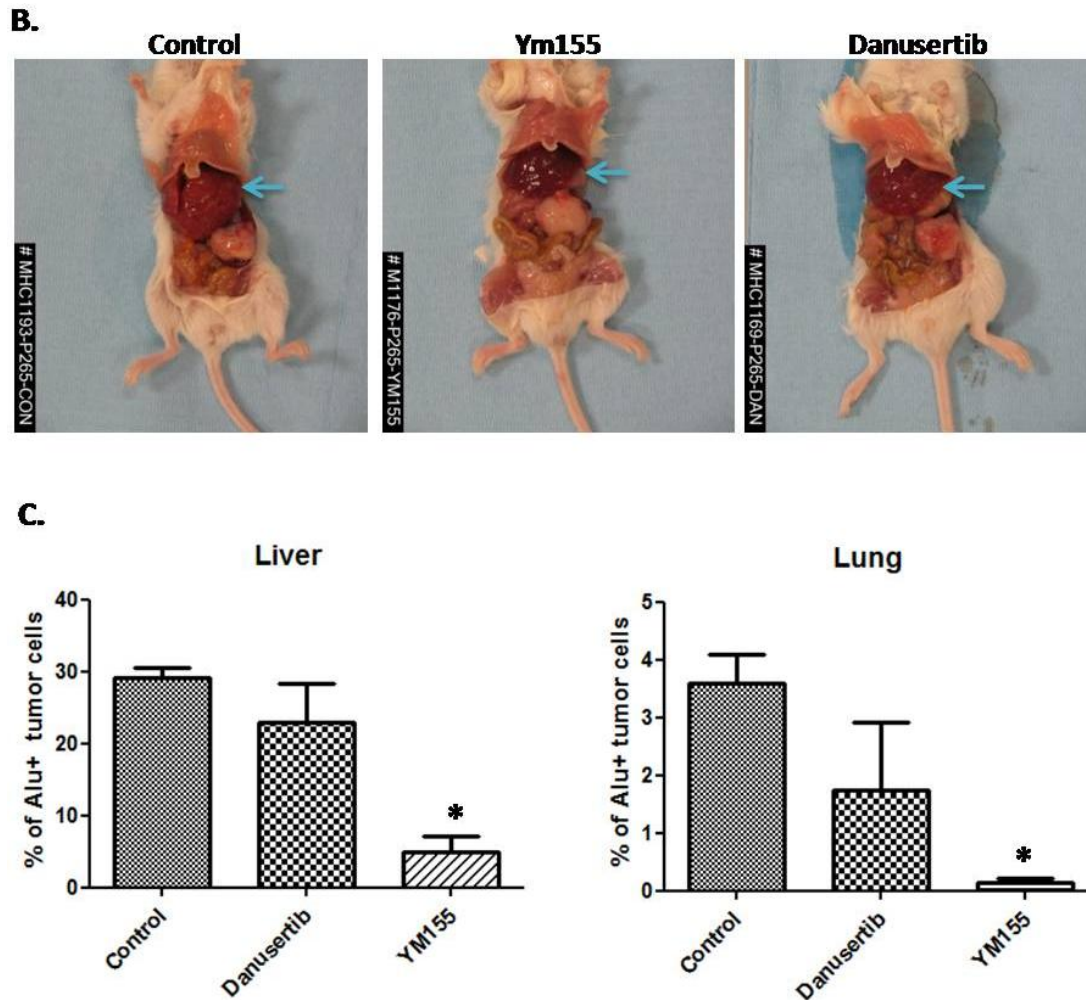 B.
Control
Ym155
Danusertib
# MHC1193-P265-CON
# M1176-P265-YM155
# MHC1169-P265-DAN
C.
Liver
% of Alu+ tumor cells
40
30
20
10
0
*
Control
Danusertib
YM155
Lung
% of Alu+ tumor cells
5
4
3
2
1
0
*
Control
Danusertib
YM155